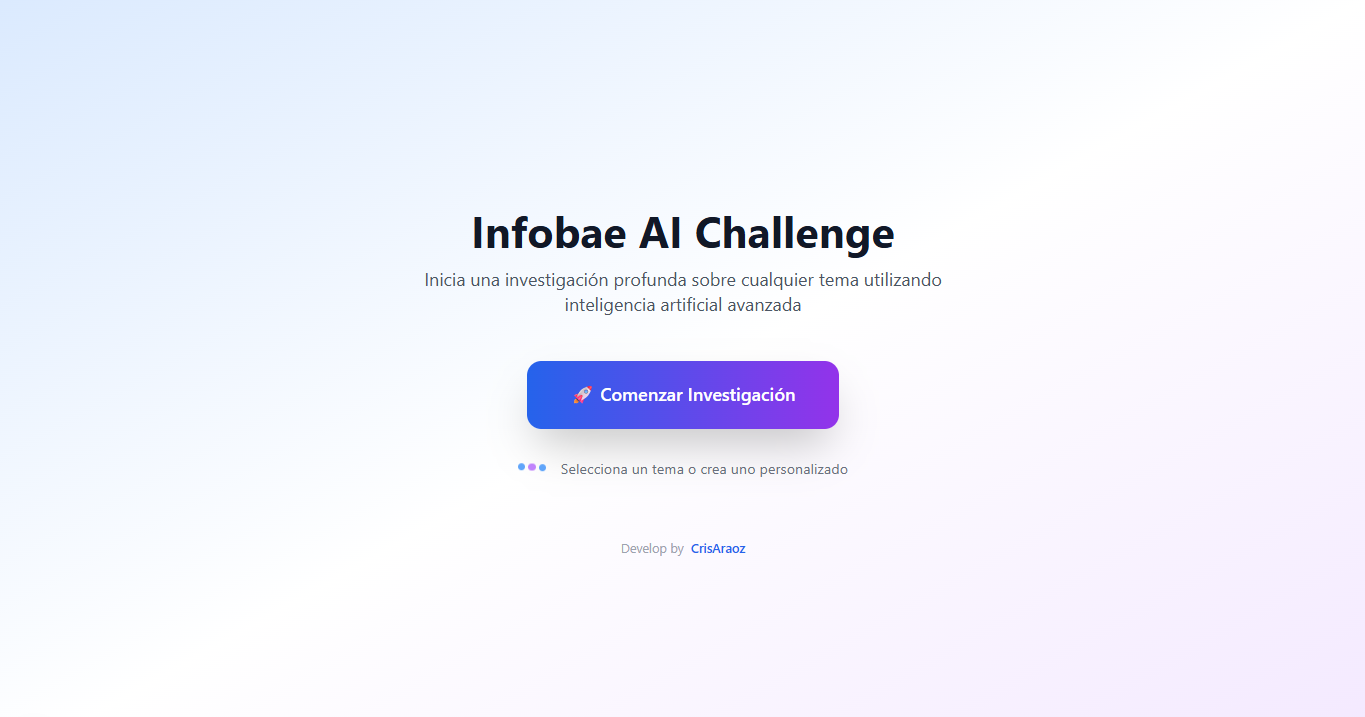 Infobae AI Challenge
Inicia una investigación profunda sobre cualquier tema utilizando
inteligencia artificial avanzada
🚀 Comenzar Investigación
Selecciona un tema o crea uno personalizado
Develop by CrisAraoz